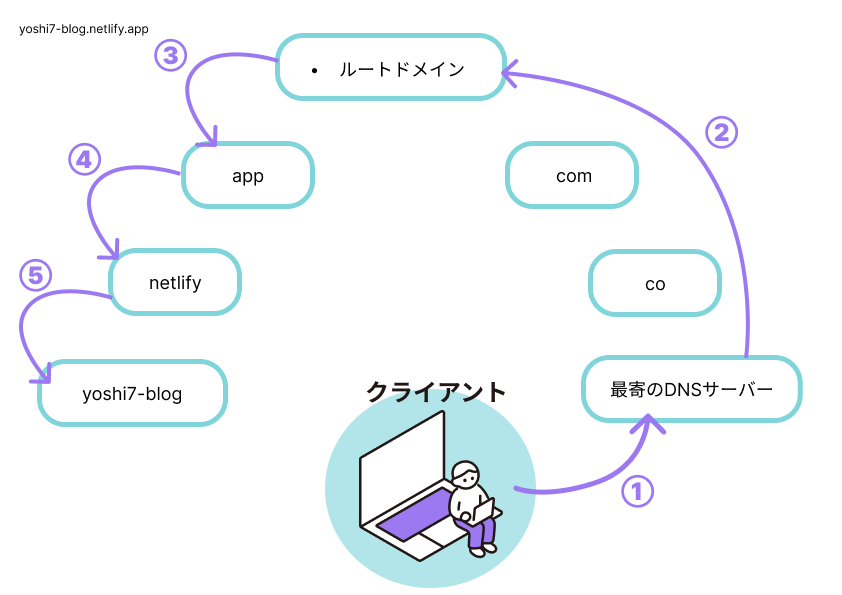 yoshi7-blog.netlify.app
③
• ルートドメイン
②
④
app
com
⑤
netlify
co
yoshi7-blog
クライアント
最寄のDNSサーバー
①